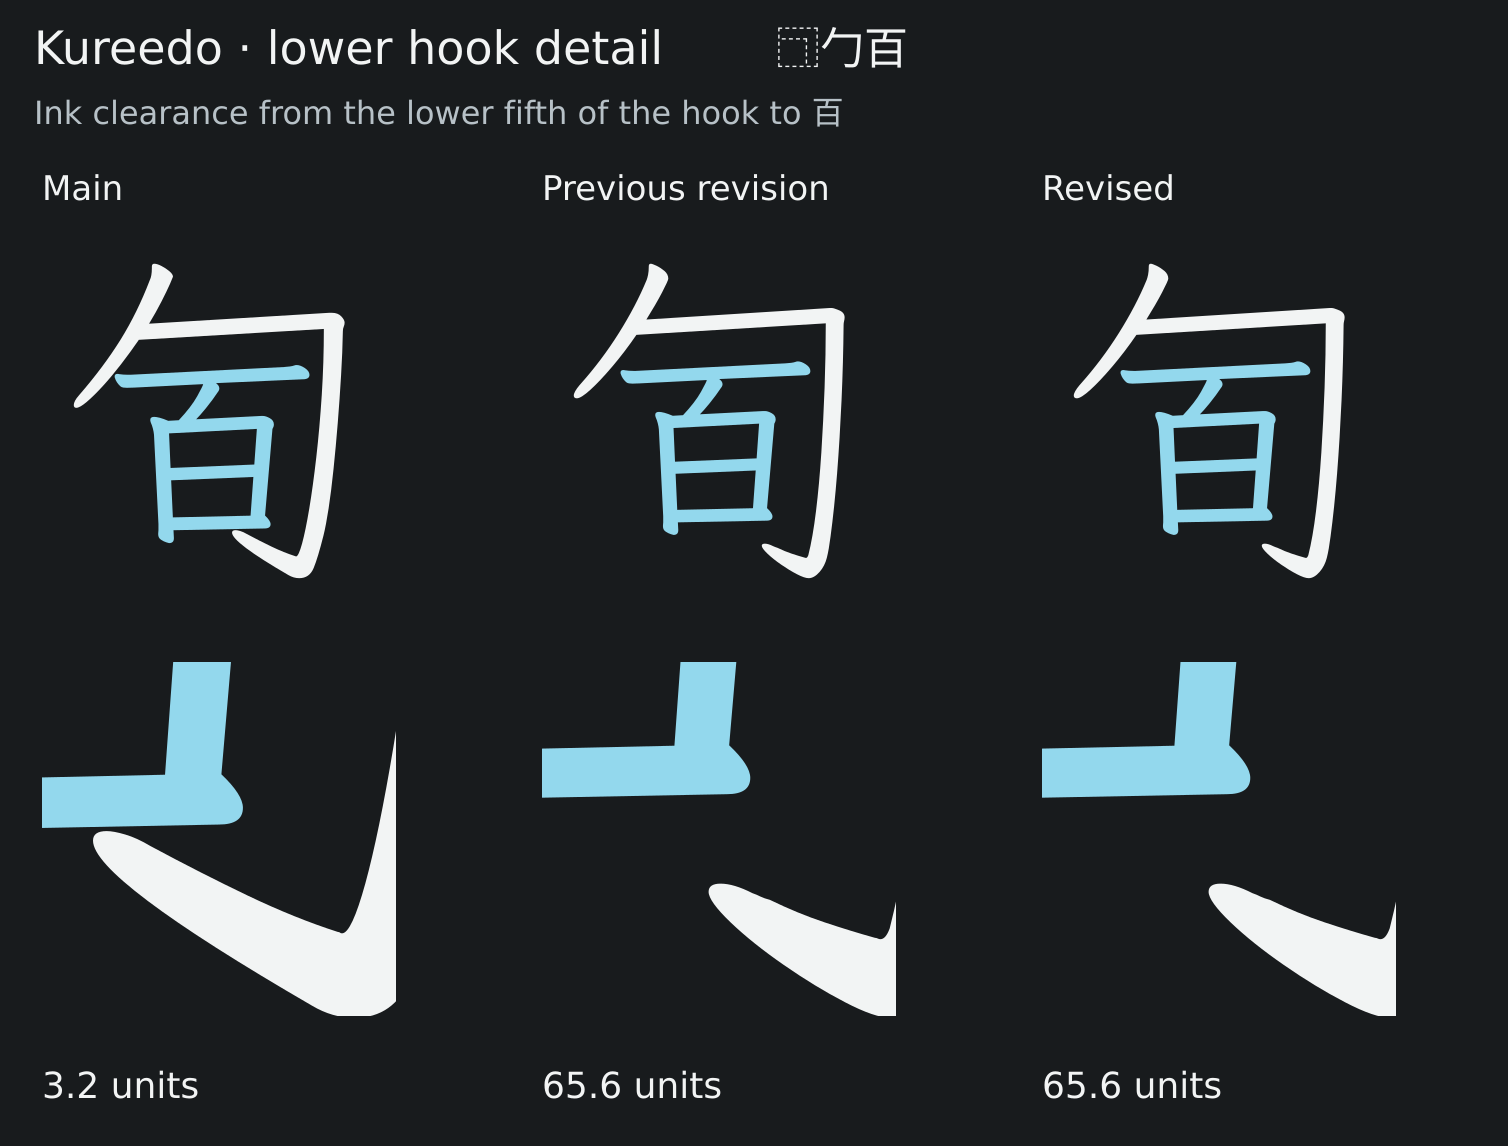 Kureedo · lower hook detail ⿹勹百
Ink clearance from the lower fifth of the hook to 百
Main Previous revision Revised
3.2 units 65.6 units 65.6 units